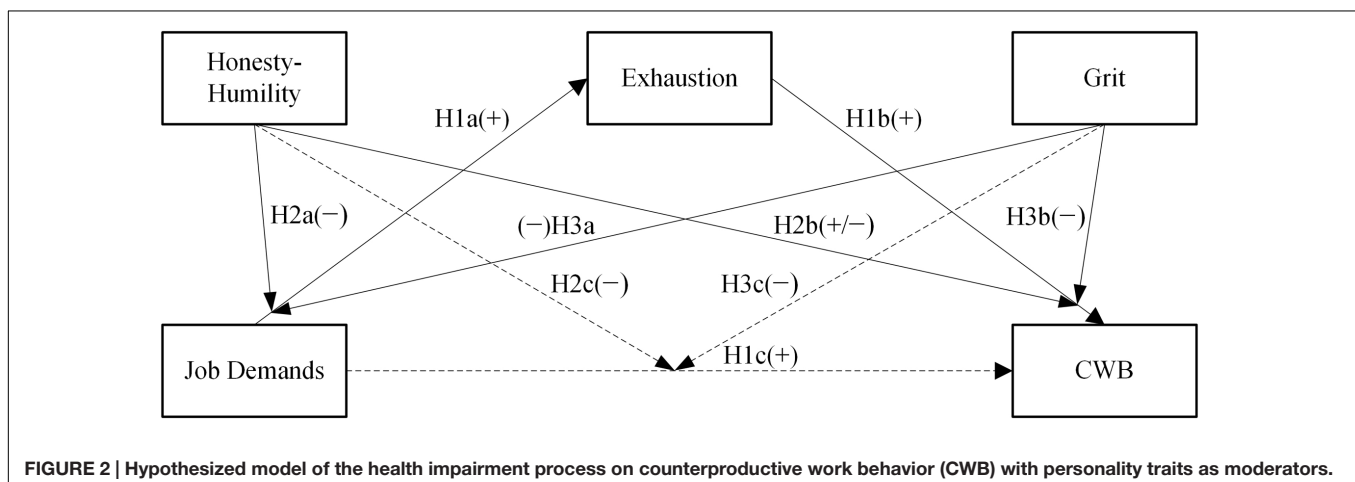 Honesty-
Humility
Exhaustion
Grit
H1a(+)
H1b(+)
H2a(−)
(−)H3a
H2b(+/−)
H3b(−)
H2c(−)
H3c(−)
H1c(+)
Job Demands
CWB
FIGURE 2 | Hypothesized model of the health impairment process on counterproductive work behavior (CWB) with personality traits as moderators.